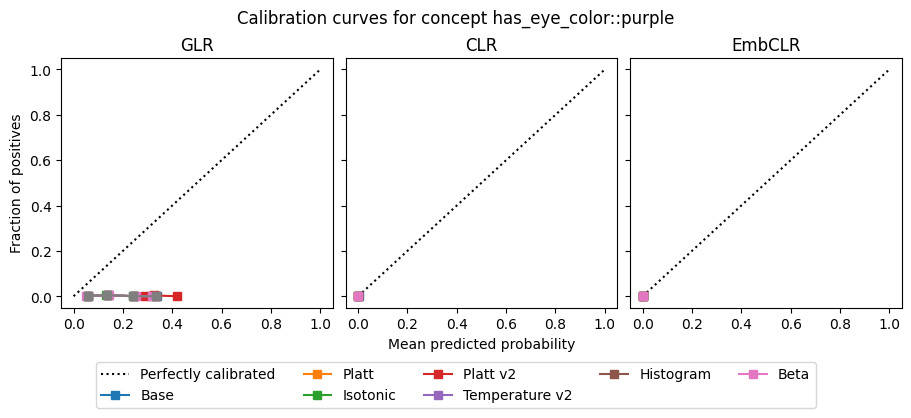 Calibration curves for concept has_eye_color::purple
GLR
CLR
EmbCLR
Fraction of positives
1.0
0.8
0.6
0.4
0.2
0.0
0.0 0.2 0.4 0.6 0.8 1.0
0.0 0.2 0.4 0.6 0.8 1.0
0.0 0.2 0.4 0.6 0.8 1.0
Mean predicted probability
Perfectly calibrated
Base
Platt
Isotonic
Platt v2
Temperature v2
Histogram
Beta